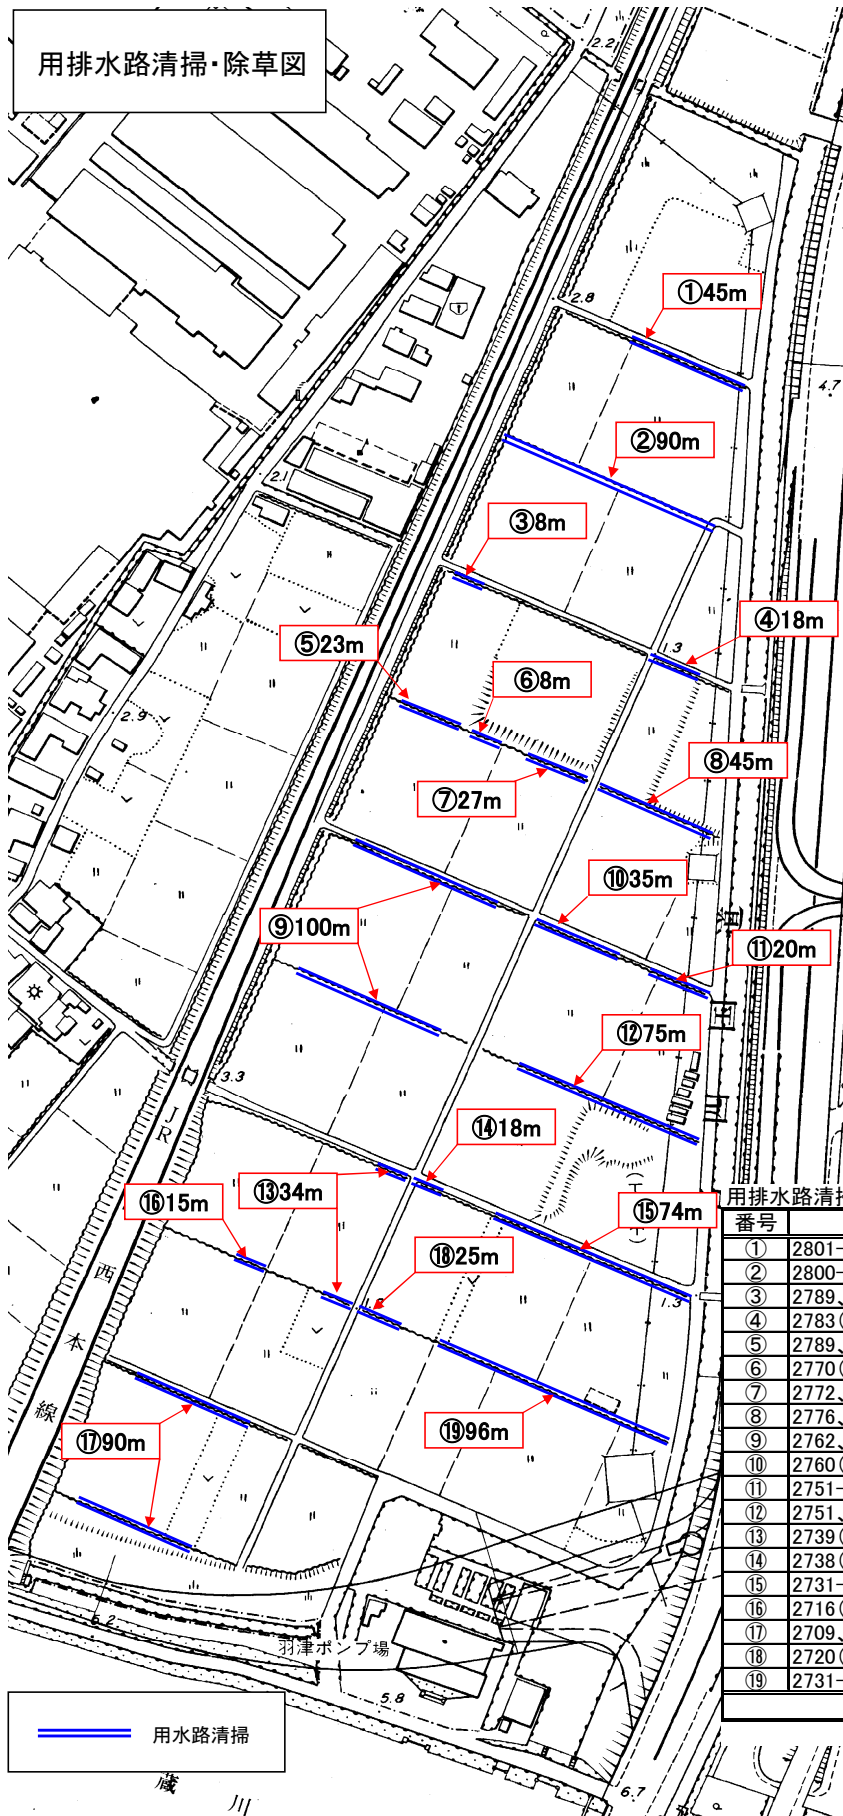 用排水路清掃・除草図
2.2
①45m
2.8
4.7
②90m
2.1
③8m
④18m
1.3
⑤23m
⑥8m
2.9
⑧45m
⑦27m
⑩35m
⑨100m
⑪20m
⑫75m
3.3
JR
⑭18m
⑬34m
⑯15m
⑮74m
⑱25m
1.3
西
本
線
⑲96m
⑰90m
用排水路清掃
番号
① 2801-
② 2800-
③ 2789、
④ 2783(
⑤ 2789、
⑥ 2770(
⑦ 2772、
⑧ 2776、
⑨ 2762、
⑩ 2760(
⑪ 2751-
⑫ 2751、
⑬ 2739(
⑭ 2738(
⑮ 2731-
⑯ 2716(
⑰ 2709、
⑱ 2720(
⑲ 2731-
5.2
羽津ポンプ場
5.8
用水路清掃
6.7
蔵
川